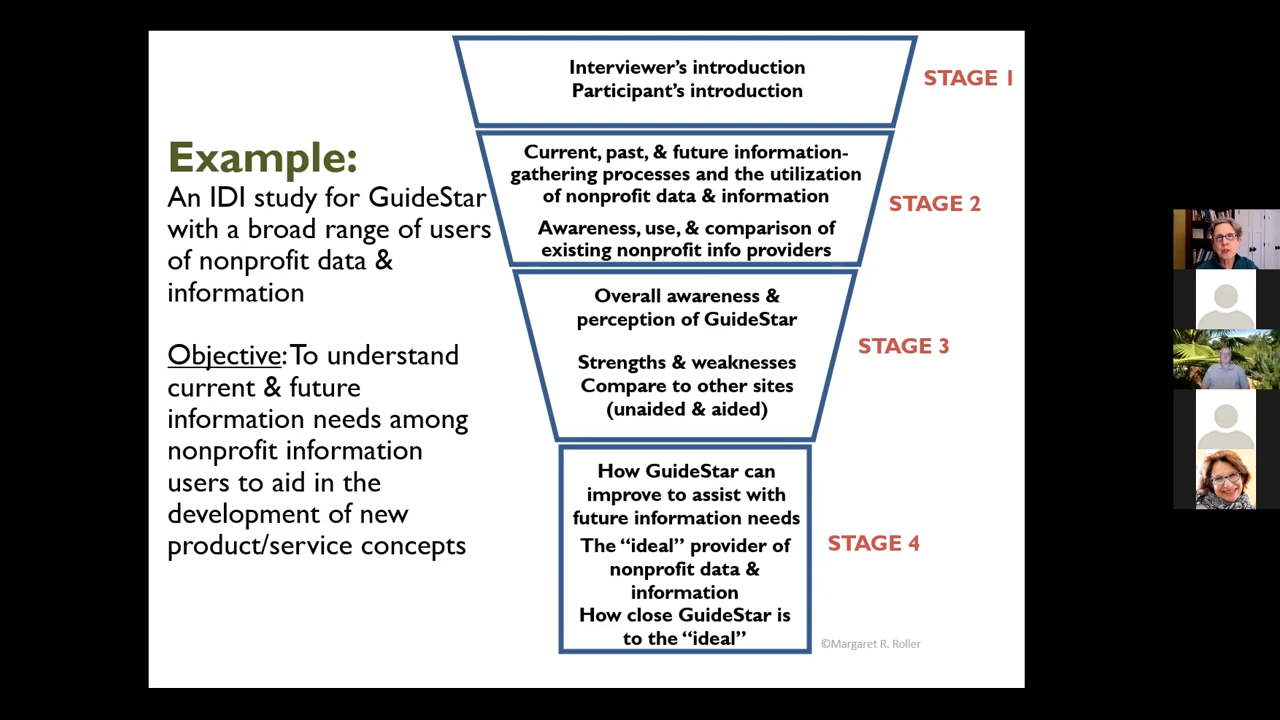 Example:
An IDI study for GuideStar
with a broad range of users
of nonprofit data &
information
Objective: To understand
current & future
information needs among
nonprofit information
users to aid in the
development of new
product/service concepts
Interviewer’s introduction
Participant’s introduction
STAGE 1
Current, past, & future information-
gathering processes and the utilization
of nonprofit data & information
Awareness, use, & comparison of
existing nonprofit info providers
STAGE 2
Overall awareness &
perception of GuideStar
Strengths & weaknesses
Compare to other sites
(unaided & aided)
STAGE 3
How GuideStar can
improve to assist with
future information needs
The “ideal” provider of
nonprofit data &
information
How close GuideStar is
to the “ideal”
STAGE 4
©Margaret R. Roller